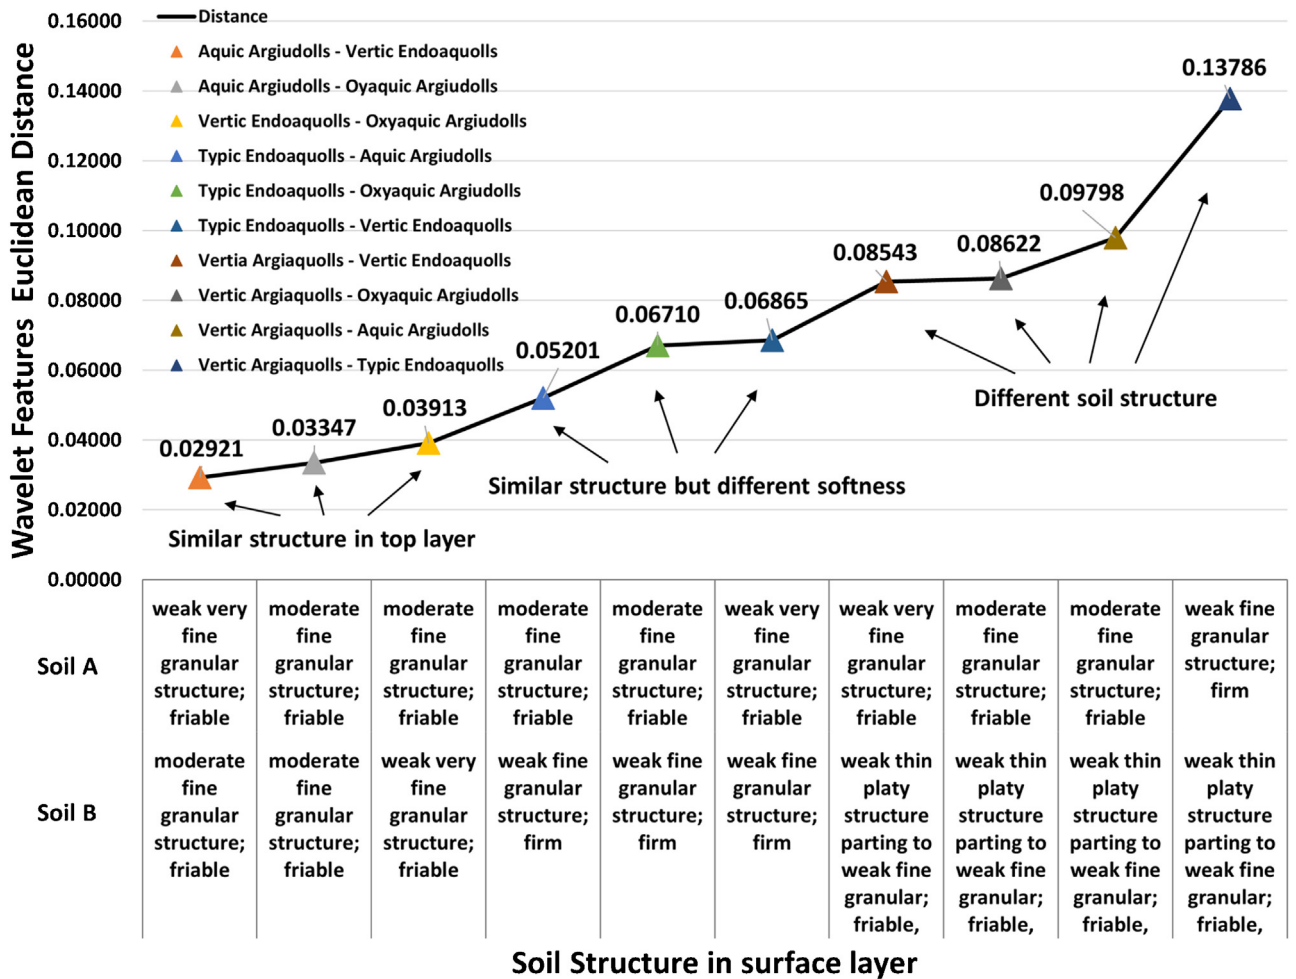 Wavelet Features Euclidean Distance
0.16000
0.14000
0.12000
0.10000
0.08000
0.06000
0.04000
0.02000
0.00000
Distance
Aquic Argiudolls - Vertic Endoaquolls
Aquic Argiudolls - Oyaquic Argiudolls
Vertic Endoaquolls - Oxyaquic Argiudolls
Typic Endoaquolls - Aquic Argiudolls
Typic Endoaquolls - Oxyaquic Argiudolls
Typic Endoaquolls - Vertic Endoaquolls
Vertia Argiaquolls - Vertic Endoaquolls
Vertic Argiaquolls - Oxyaquic Argiudolls
Vertic Argiaquolls - Aquic Argiudolls
Vertic Argiaquolls - Typic Endoaquolls
0.02921
0.03347
0.03913
0.05201
0.06710
0.06865
0.08543
0.08622
0.09798
0.13786
Similar structure in top layer
Similar structure but different softness
Different soil structure
Soil A
weak very
fine
granular
structure;
friable
moderate
fine
granular
structure;
friable
moderate
fine
granular
structure;
friable
moderate
fine
granular
structure;
friable
moderate
fine
granular
structure;
friable
weak very
fine
granular
structure;
friable
weak very
fine
granular
structure;
friable
moderate
fine
granular
structure;
friable
moderate
fine
granular
structure;
friable
weak fine
granular
structure;
firm
Soil B
moderate
fine
granular
structure;
friable
moderate
fine
granular
structure;
friable
weak very
fine
granular
structure;
friable
weak fine
granular
structure;
firm
weak fine
granular
structure;
firm
weak fine
granular
structure;
firm
weak thin
platy
structure
parting to
weak fine
granular;
friable,
weak thin
platy
structure
parting to
weak fine
granular;
friable,
weak thin
platy
structure
parting to
weak fine
granular;
friable,
weak thin
platy
structure
parting to
weak fine
granular;
friable,
Soil Structure in surface layer